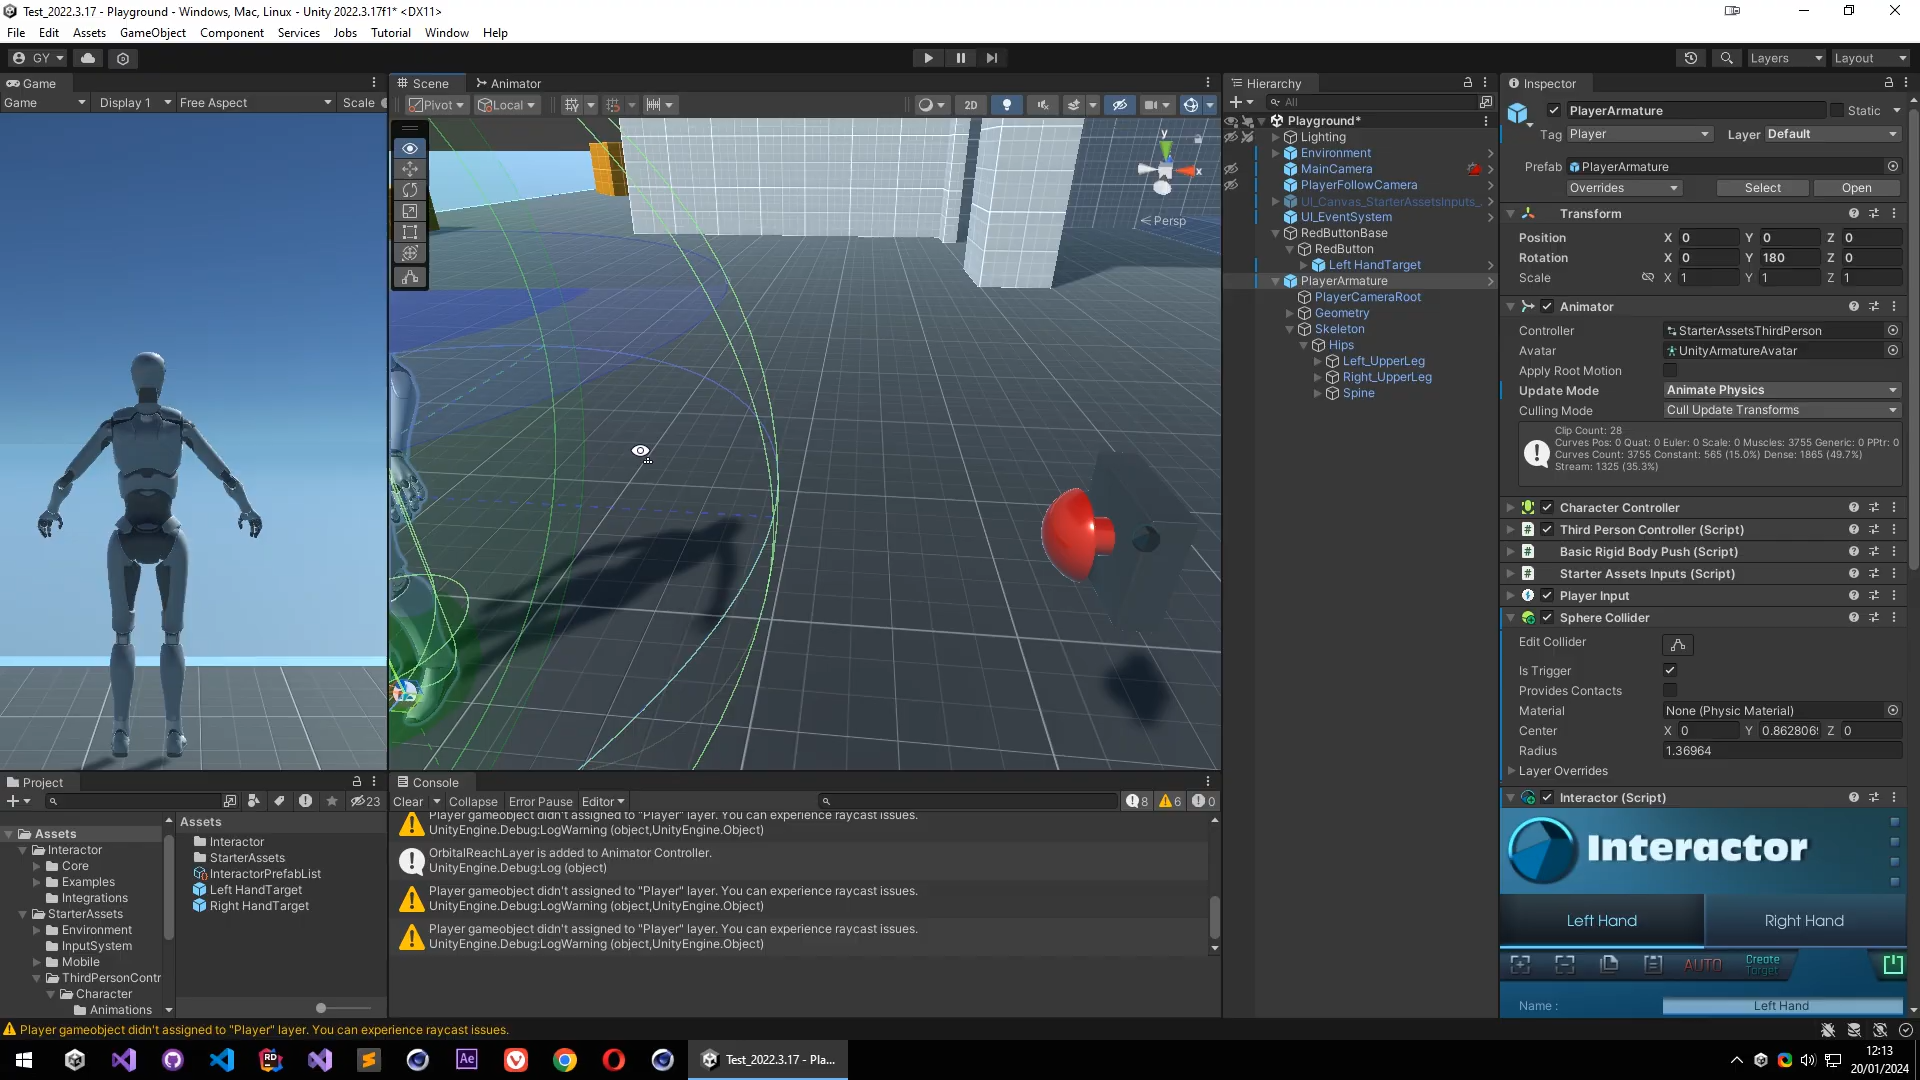 Test_2022.3.17 - Playground - Windows, Mac, Linux - Unity 2022.3.17f1* <DX11>
File Edit Assets GameObject Component Services Jobs Tutorial Window Help
GY Layers Layout
Game
Game Display 1 Free Aspect Scale
Scene Animator
Pivot Local 2D
y
x
Persp
Hierarchy
All
Playground*
Lighting
Environment
MainCamera
PlayerFollowCamera
UI_Canvas_StarterAssetsInputs_
UI_EventSystem
RedButtonBase
RedButton
Left HandTarget
PlayerArmature
PlayerCameraRoot
Geometry
Skeleton
Hips
Left_UpperLeg
Right_UpperLeg
Spine
Inspector
PlayerArmature Static
Tag Player Layer Default
Prefab PlayerArmature
Overrides Select Open
Transform
Position X 0 Y 0 Z 0
Rotation X 0 Y 180 Z 0
Scale X 1 Y 1 Z 1
Animator
Controller StarterAssetsThirdPerson
Avatar UnityArmatureAvatar
Apply Root Motion
Update Mode Animate Physics
Culling Mode Cull Update Transforms
Clip Count: 28
Curves Pos: 0 Quat: 0 Euler: 0 Scale: 0 Muscles: 3755 Generic: 0 PPtr: 0
Curves Count: 3755 Constant: 565 (15.0%) Dense: 1865 (49.7%)
Stream: 1325 (35.3%)
Character Controller
Third Person Controller (Script)
Basic Rigid Body Push (Script)
Starter Assets Inputs (Script)
Player Input
Sphere Collider
Edit Collider
Is Trigger
Provides Contacts
Material None (Physic Material)
Center X 0 Y 0.862806 Z 0
Radius 1.36964
Layer Overrides
Interactor (Script)
Interactor
Left Hand Right Hand
AUTO Create Target
Name : Left Hand
Project
23
Assets
Interactor
Core
Examples
Integrations
StarterAssets
Environment
InputSystem
Mobile
ThirdPersonContr
Character
Animations
Assets
Interactor
StarterAssets
InteractorPrefabList
Left HandTarget
Right HandTarget
Console
Clear Collapse Error Pause Editor 8 6 0
Player gameobject didn't assigned to "Player" layer. You can experience raycast issues.
UnityEngine.Debug:LogWarning (object,UnityEngine.Object)
OrbitalReachLayer is added to Animator Controller.
UnityEngine.Debug:Log (object)
Player gameobject didn't assigned to "Player" layer. You can experience raycast issues.
UnityEngine.Debug:LogWarning (object,UnityEngine.Object)
Player gameobject didn't assigned to "Player" layer. You can experience raycast issues.
UnityEngine.Debug:LogWarning (object,UnityEngine.Object)
Player gameobject didn't assigned to "Player" layer. You can experience raycast issues.
RD Ae Test_2022.3.17 - Pla...
12:13
20/01/2024